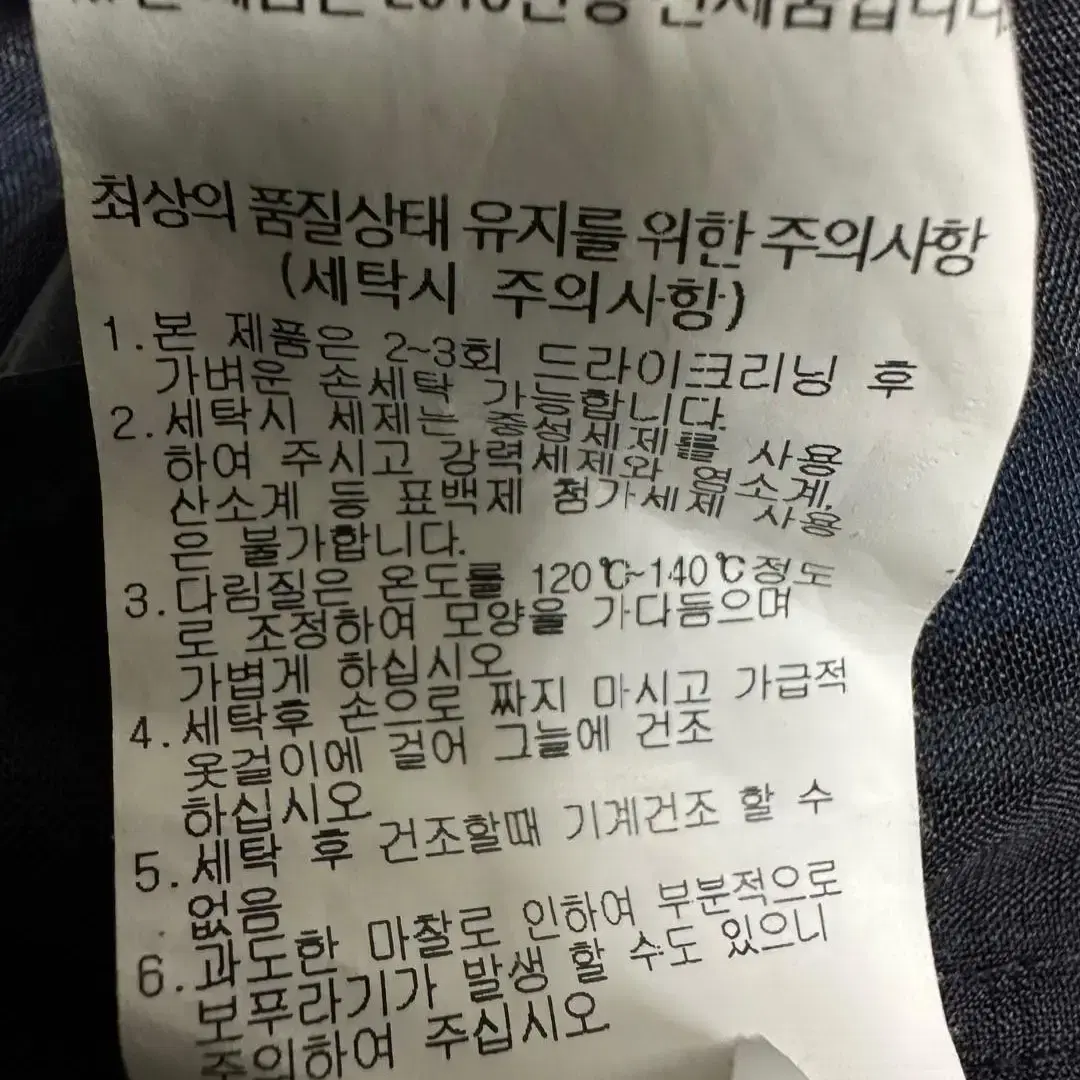 최상의 품질상태 유지를 위한 주의사항
(세탁시 주의사항)
1.본 제품은 2~3회 드라이크리닝 후
가벼운 손세탁 가능합니다.
2.세탁시 세제는 중성세제를 사용
하여 주시고 강력세제와 염소계,
산소계 등 표백제 첨가세제 사용
은 불가합니다.
3.다림질은 온도를 120℃~140℃정도
로 조정하여 모양을 가다듬으며
가볍게 하십시오
4.세탁후 손으로 짜지 마시고 가급적
옷걸이에 걸어 그늘에 건조
하십시오
5.세탁 후 건조할때 기계건조 할 수
없음
6.과도한 마찰로 인하여 부분적으로
보푸라기가 발생 할 수도 있으니
주의하여 주십시오